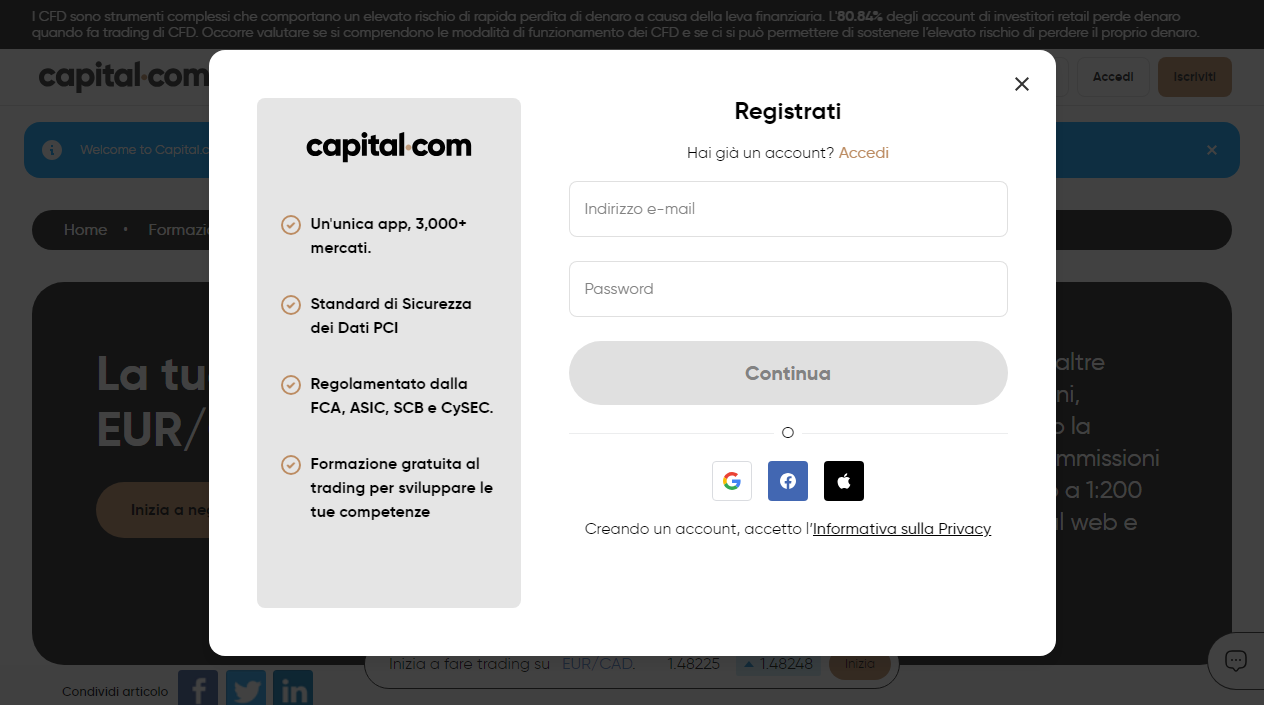 I CFD sono strumenti complessi che comportano un elevato rischio di rapida perdita di denaro a causa della leva finanziaria. L'80.84% degli account di investitori retail perde denaro
quando fa trading di CFD. Occorre valutare se si comprendono le modalità di funzionamento dei CFD e se ci si può permettere di sostenere l'elevato rischio di perdere il proprio denaro.
capital.com
Accedi
Iscriviti
Welcome to Capital.c
Home • Formazi
La tu
EUR/
Inizia a ne
capital.com
Un'unica app, 3,000+
mercati.
Standard di Sicurezza
dei Dati PCI
Regolamentato dalla
FCA, ASIC, SCB e CySEC.
Formazione gratuita al
trading per sviluppare le
tue competenze
Registrati
Hai già un account? Accedi
Indirizzo e-mail
Password
Continua
O
Creando un account, accetto l'Informativa sulla Privacy
altre
ni,
la
mmissioni
a 1:200
l web e
Inizia a fare trading su EUR/CAD. 1.48225 1.48248 Inizia
Condividi articolo